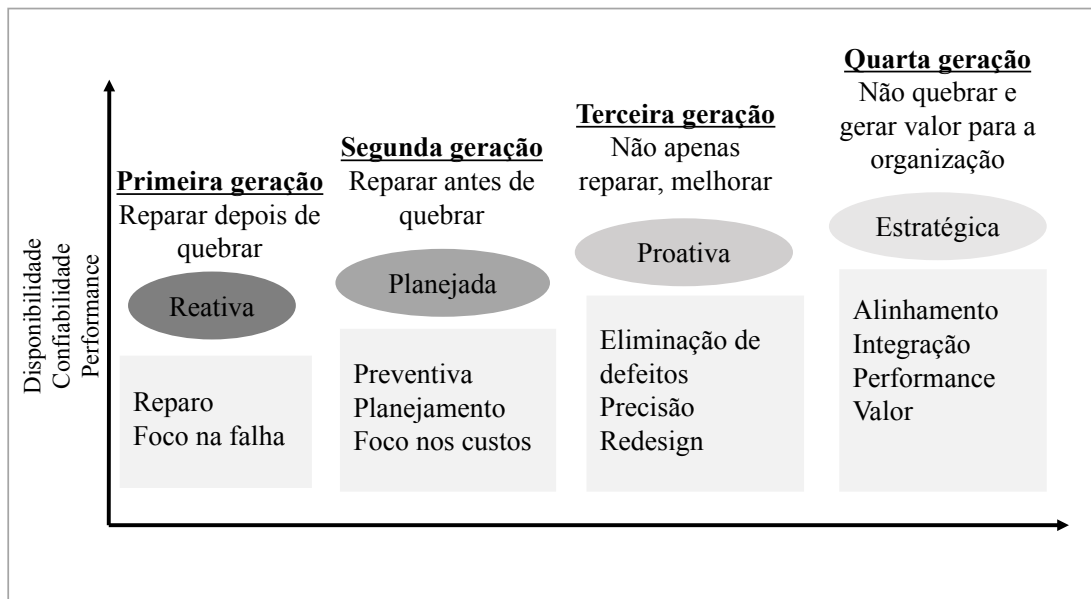 Disponibilidade
Confiabilidade
Performance
Primeira geração
Reparar depois de
quebrar
Reativa
Reparo
Foco na falha
Segunda geração
Reparar antes de
quebrar
Planejada
Preventiva
Planejamento
Foco nos custos
Terceira geração
Não apenas
reparar, melhorar
Proativa
Eliminação de
defeitos
Precisão
Redesign
Quarta geração
Não quebrar e
gerar valor para a
organização
Estratégica
Alinhamento
Integração
Performance
Valor